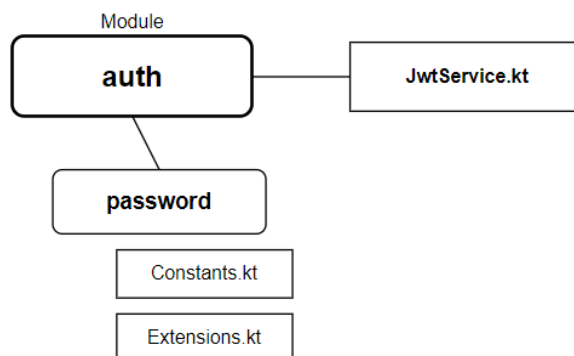 Module
auth
JwtService.kt
password
Constants.kt
Extensions.kt